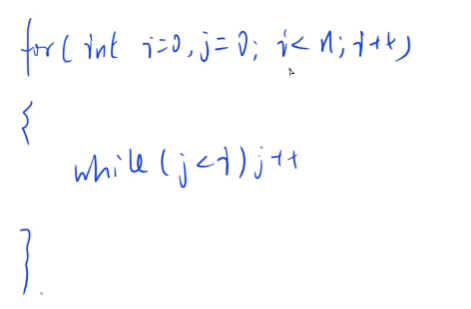 for( int i=0, j=0; i<n; i++)
{
while(j<i)j++
}